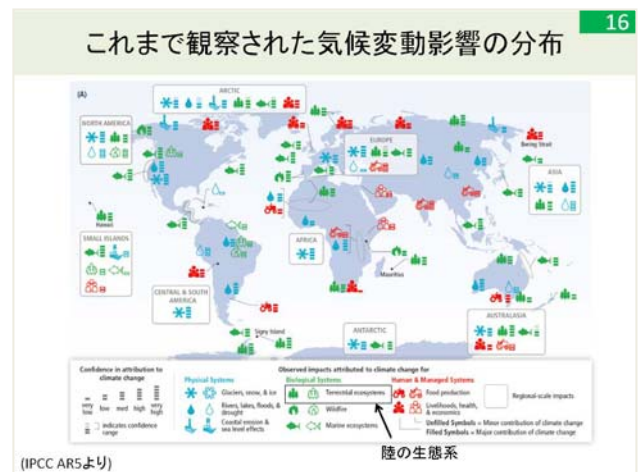 16
これまで観察された気候変動影響の分布
(A)
ARCTIC
NORTH AMERICA
EUROPE
Bering Strait
ASIA
Hawaii
SMALL ISLANDS
AFRICA
Mauritius
CENTRAL & SOUTH
AMERICA
Signy Island
ANTARCTIC
AUSTRALASIA
Confidence in attribution
to climate change
very
low
low
med
high
very
high
indicates confidence
range
Observed impacts attributed to climate change for
Physical Systems
Glaciers, snow, & ice
Rivers, lakes, floods, &
drought
Coastal erosion &
sea level effects
Biological Systems
Terrestrial ecosystems
Wildfire
Marine ecosystems
Human & Managed Systems
Food production
Livelihoods, health,
& economics
Regional-scale impacts
Unfilled Symbols = Minor contribution of climate change
Filled Symbols = Major contribution of climate change
陸の生態系
(IPCC AR5より)